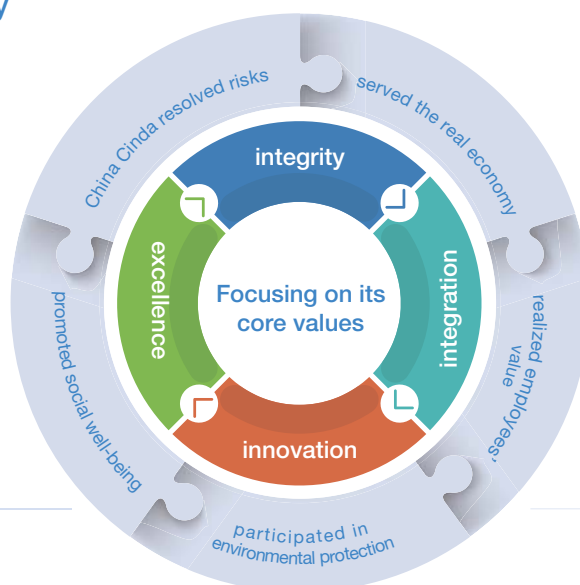 China Cinda resolved risks
served the real economy
realized employees'
value
participated in
environmental protection
promoted social well-being
integrity
integration
innovation
excellence
Focusing on its
core values